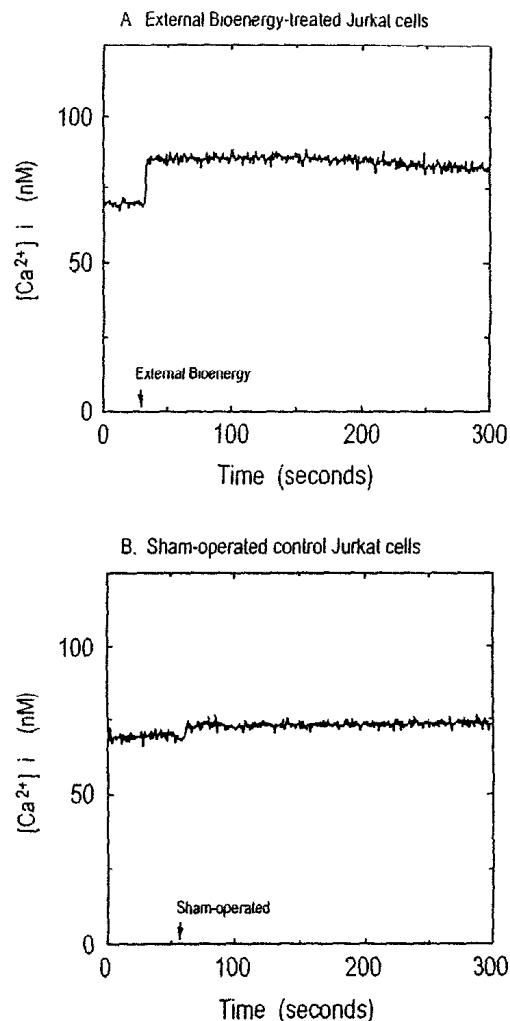 A External Bioenergy-treated Jurkat cells
100
50
0
[Ca2+] i (nM)
External Bioenergy
0 100 200 300
Time (seconds)
B. Sham-operated control Jurkat cells
100
50
0
[Ca2+] i (nM)
Sham-operated
0 100 200 300
Time (seconds)